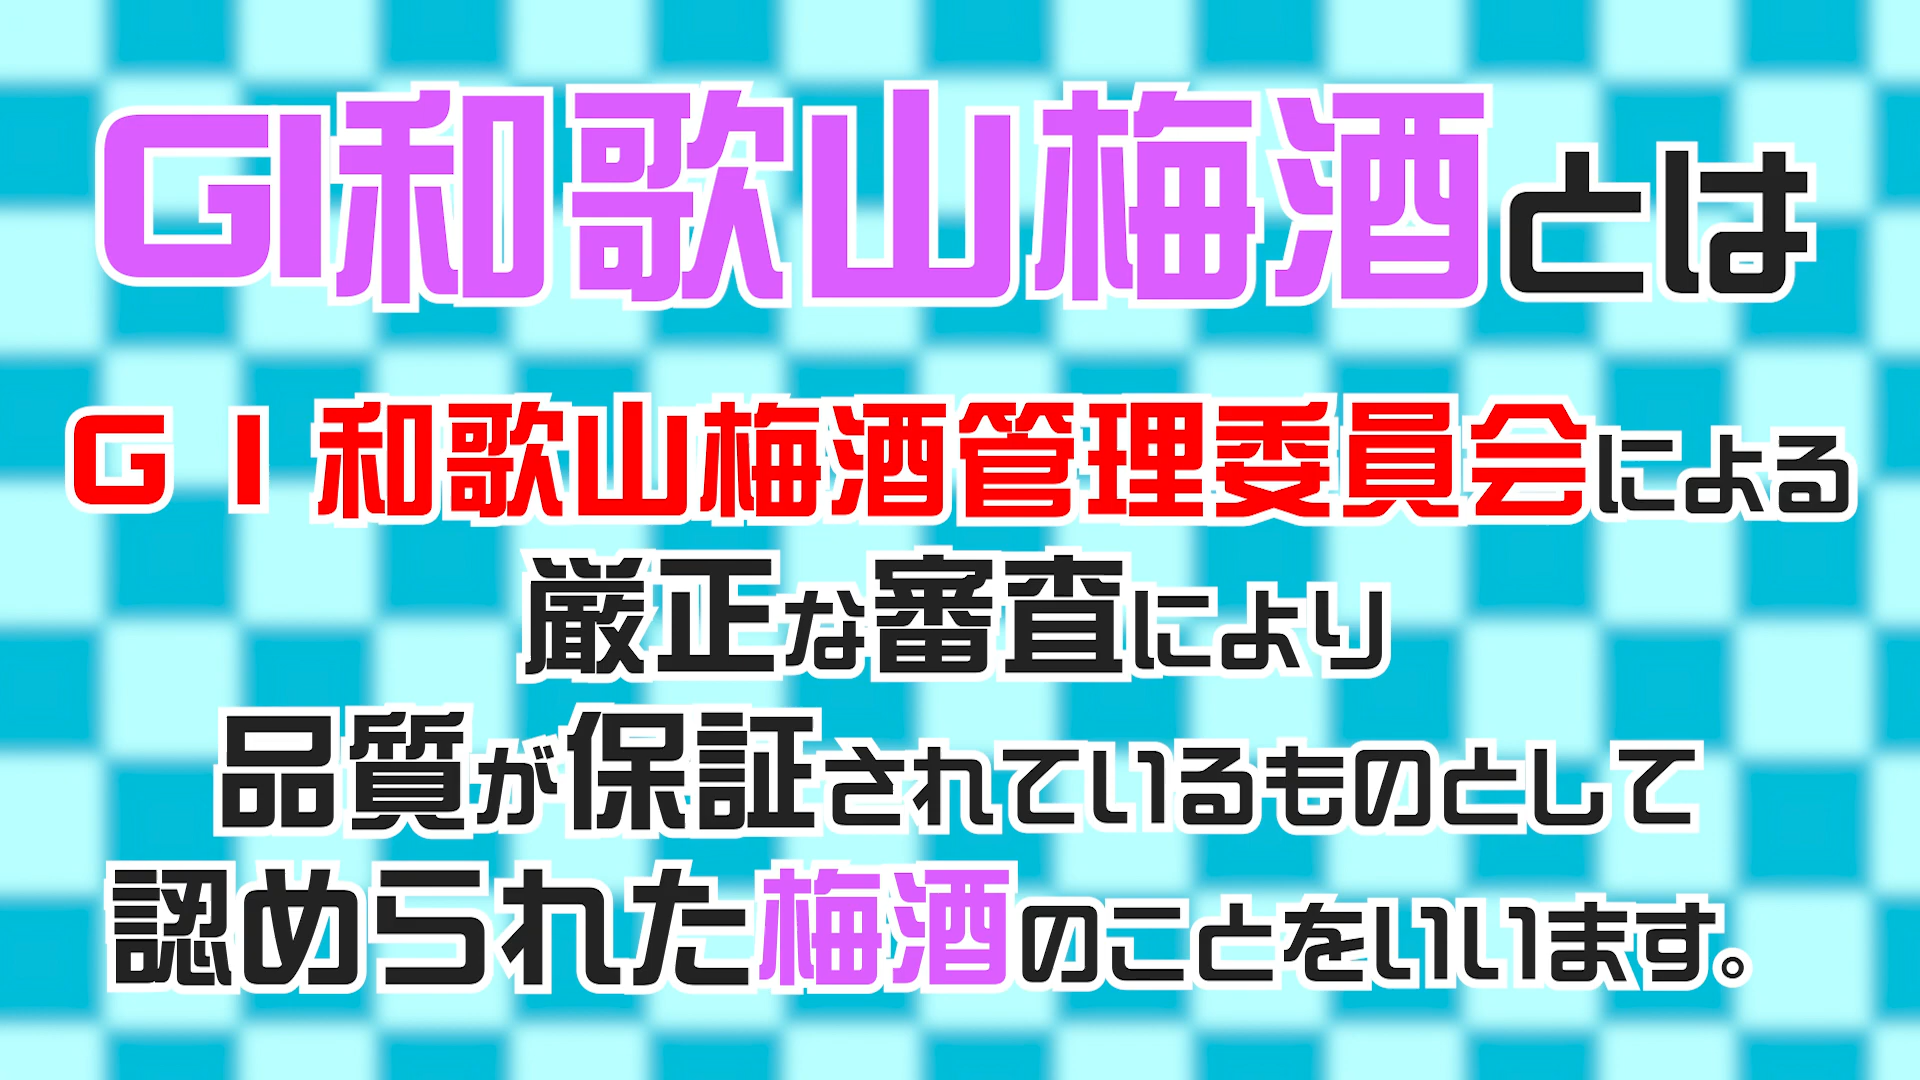 GI和歌山梅酒とは
ＧＩ和歌山梅酒管理委員会による
厳正な審査により
品質が保証されているものとして
認められた梅酒のことをいいます。